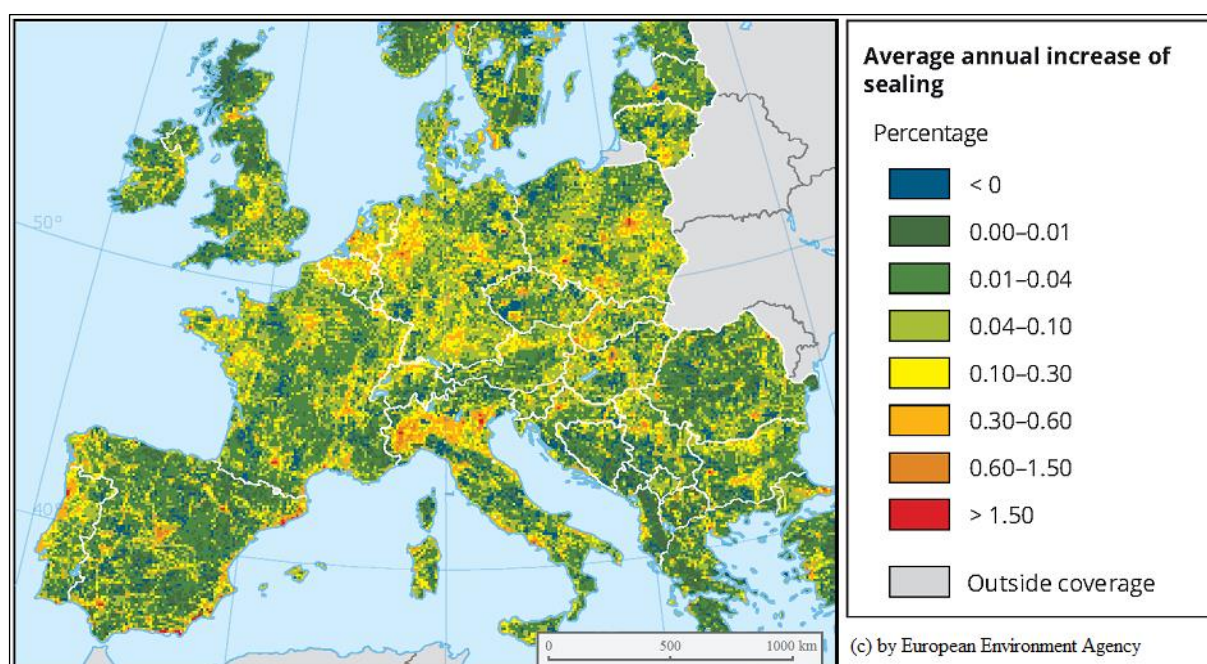 50°
40°
0
500
1000 km
Average annual increase of
sealing
Percentage
< 0
0.00–0.01
0.01–0.04
0.04–0.10
0.10–0.30
0.30–0.60
0.60–1.50
> 1.50
Outside coverage
(c) by European Environment Agency